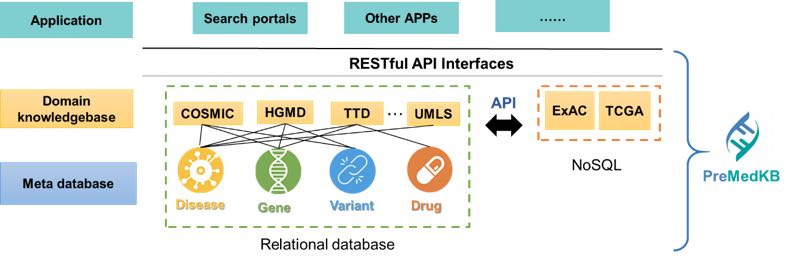 Application
Search portals
Other APPs
......
RESTful API Interfaces
Domain
knowledgebase
COSMIC
HGMD
TTD
...
UMLS
API
ExAC
TCGA
NoSQL
Meta database
Disease
Gene
Variant
Drug
PreMedKB
Relational database